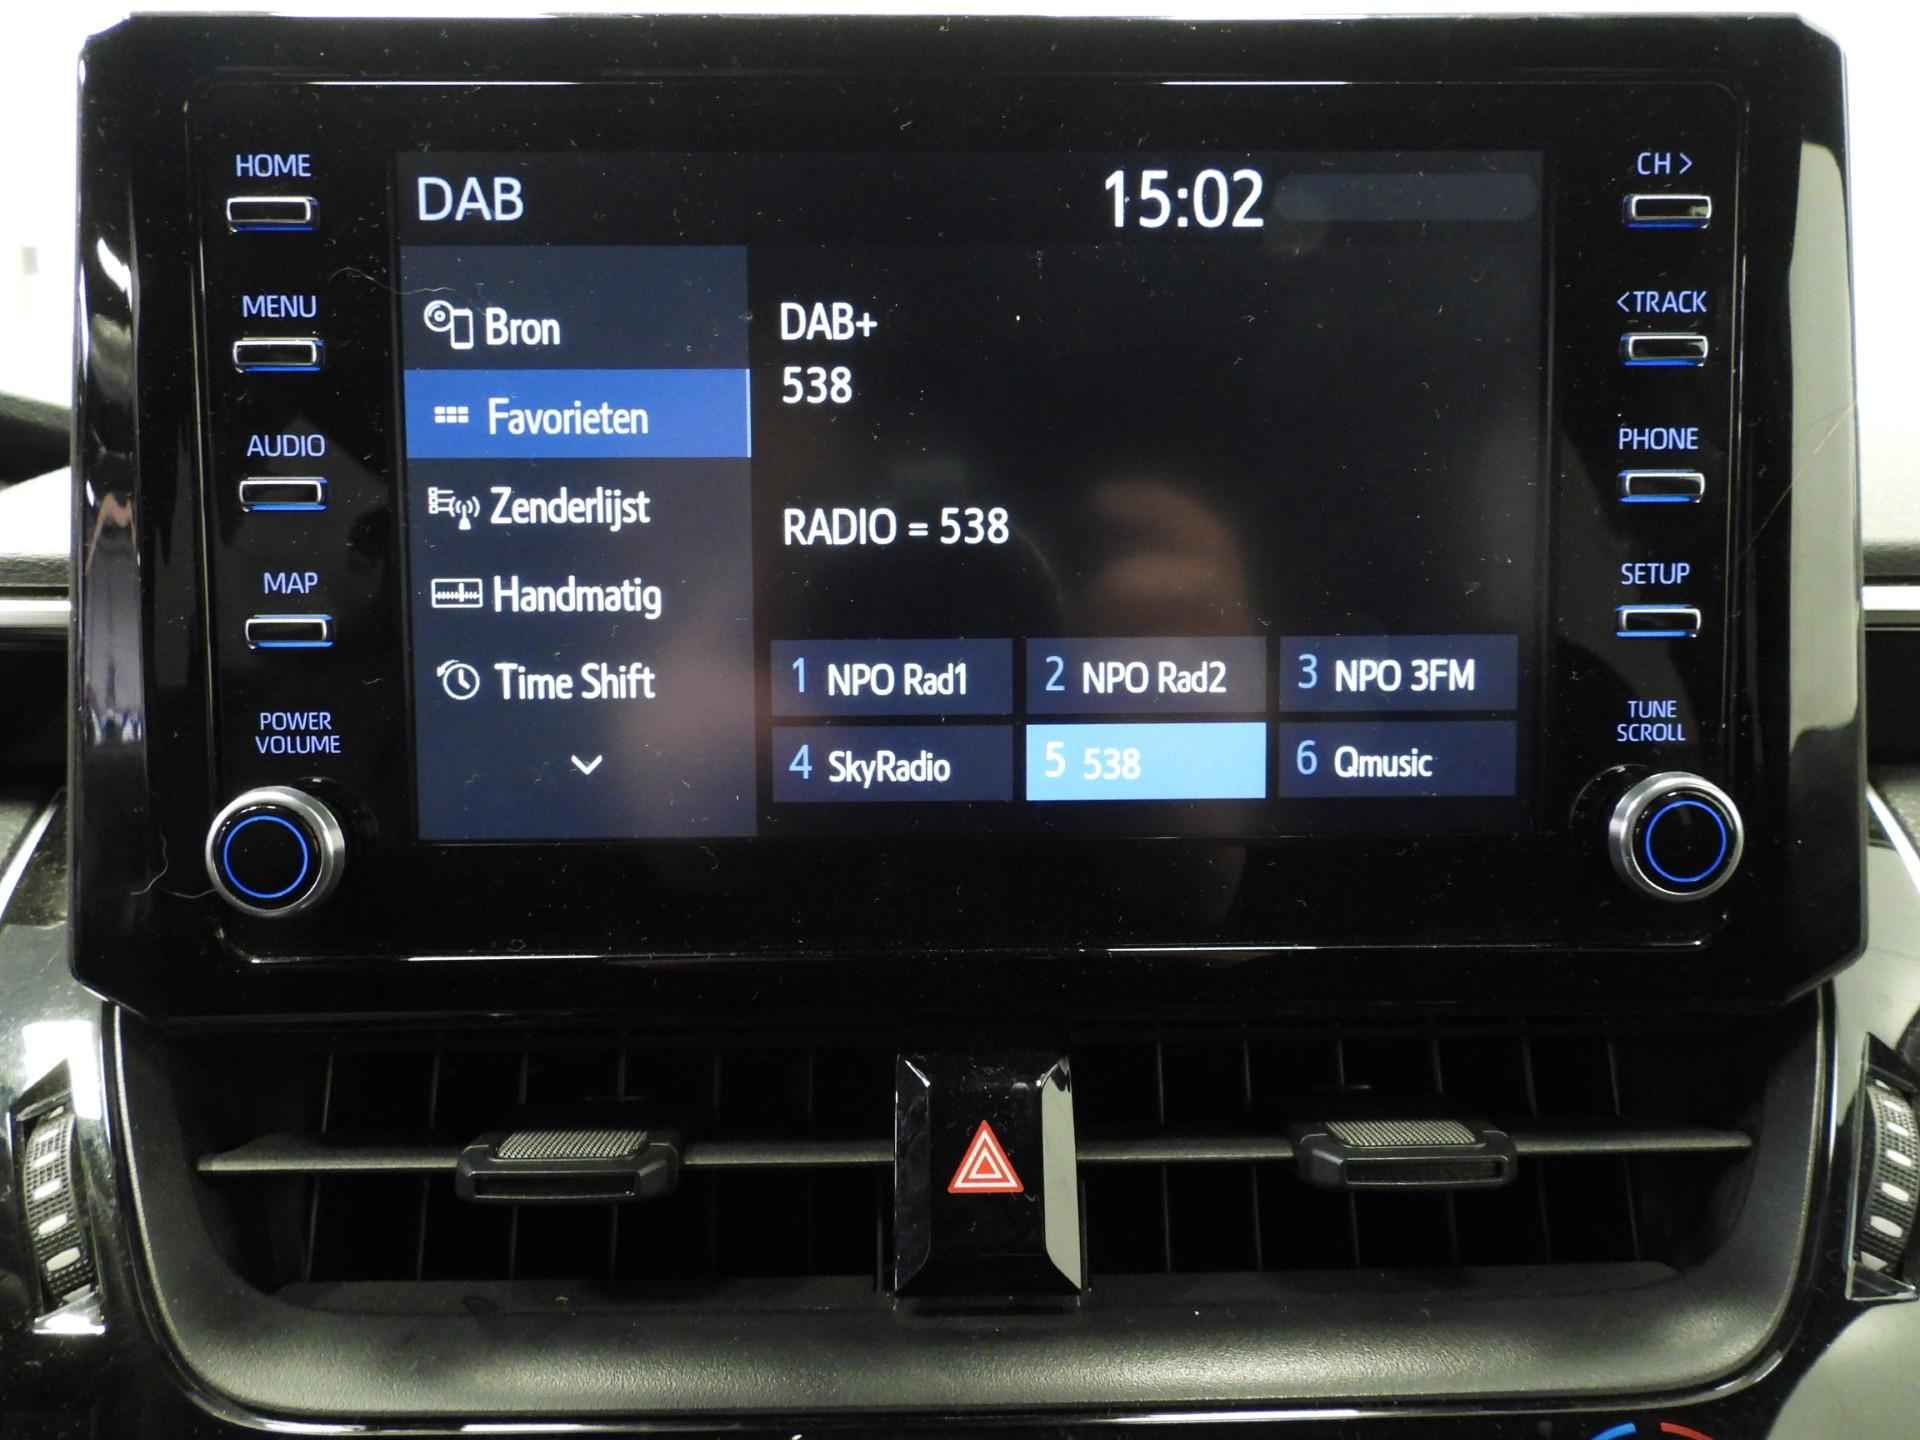 HOME
MENU
AUDIO
MAP
POWER
VOLUME
DAB
15:02
Bron
Favorieten
Zenderlijst
Handmatig
Time Shift
DAB+
538
RADIO = 538
1 NPO Rad1
2 NPO Rad2
3 NPO 3FM
4 SkyRadio
5 538
6 Qmusic
CH >
< TRACK
PHONE
SETUP
TUNE
SCROLL